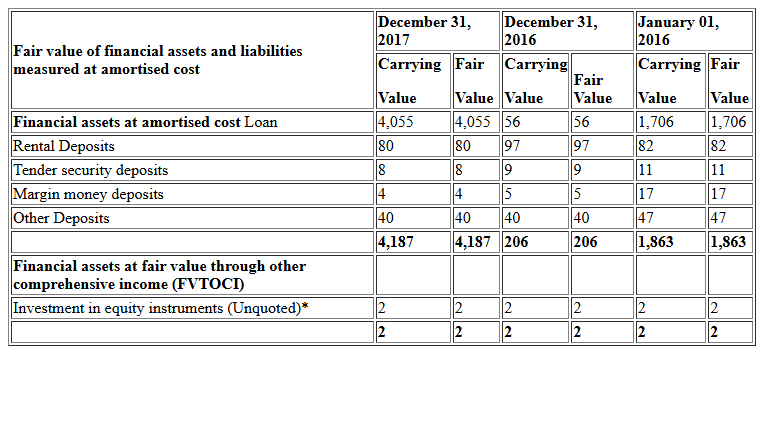 Fair value of financial assets and liabilities measured at amortised cost | December 31, 2017 | December 31, 2016 | January 01, 2016
Carrying Value | Fair Value | Carrying Value | Fair Value | Carrying Value | Fair Value
Financial assets at amortised cost Loan | 4,055 | 4,055 | 56 | 56 | 1,706 | 1,706
Rental Deposits | 80 | 80 | 97 | 97 | 82 | 82
Tender security deposits | 8 | 8 | 9 | 9 | 11 | 11
Margin money deposits | 4 | 4 | 5 | 5 | 17 | 17
Other Deposits | 40 | 40 | 40 | 40 | 47 | 47
4,187 | 4,187 | 206 | 206 | 1,863 | 1,863
Financial assets at fair value through other comprehensive income (FVTOCI)
Investment in equity instruments (Unquoted)* | 2 | 2 | 2 | 2 | 2 | 2
2 | 2 | 2 | 2 | 2 | 2